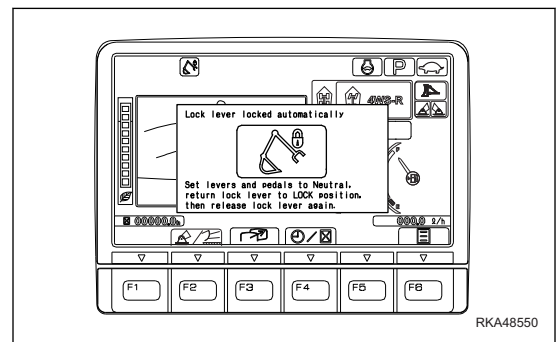 P
4WS-R
Lock lever locked automatically
Set levers and pedals to Neutral,
return lock lever to LOCK position,
then release lock lever again.
00000.0h
000.0 ℓ/h
F1 F2 F3 F4 F5 F6
RKA48550